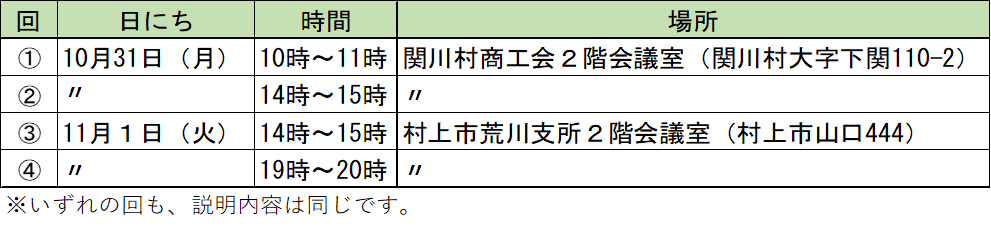 回 日にち 時間 場所
① 10月31日（月） 10時～11時 関川村商工会２階会議室（関川村大字下関110-2）
② 〃 14時～15時 〃
③ 11月１日（火） 14時～15時 村上市荒川支所２階会議室（村上市山口444）
④ 〃 19時～20時 〃
※いずれの回も、説明内容は同じです。